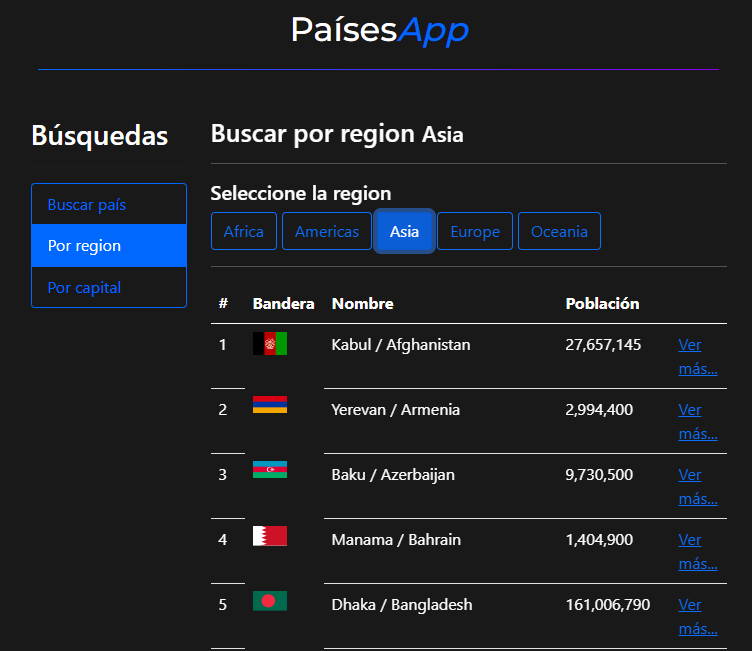 PaísesApp
Búsquedas
Buscar país
Por region
Por capital
Buscar por region Asia
Seleccione la region
Africa Americas Asia Europe Oceania
# Bandera Nombre Población
1 Kabul / Afghanistan 27,657,145 Ver
más...
2 Yerevan / Armenia 2,994,400 Ver
más...
3 Baku / Azerbaijan 9,730,500 Ver
más...
4 Manama / Bahrain 1,404,900 Ver
más...
5 Dhaka / Bangladesh 161,006,790 Ver
más...